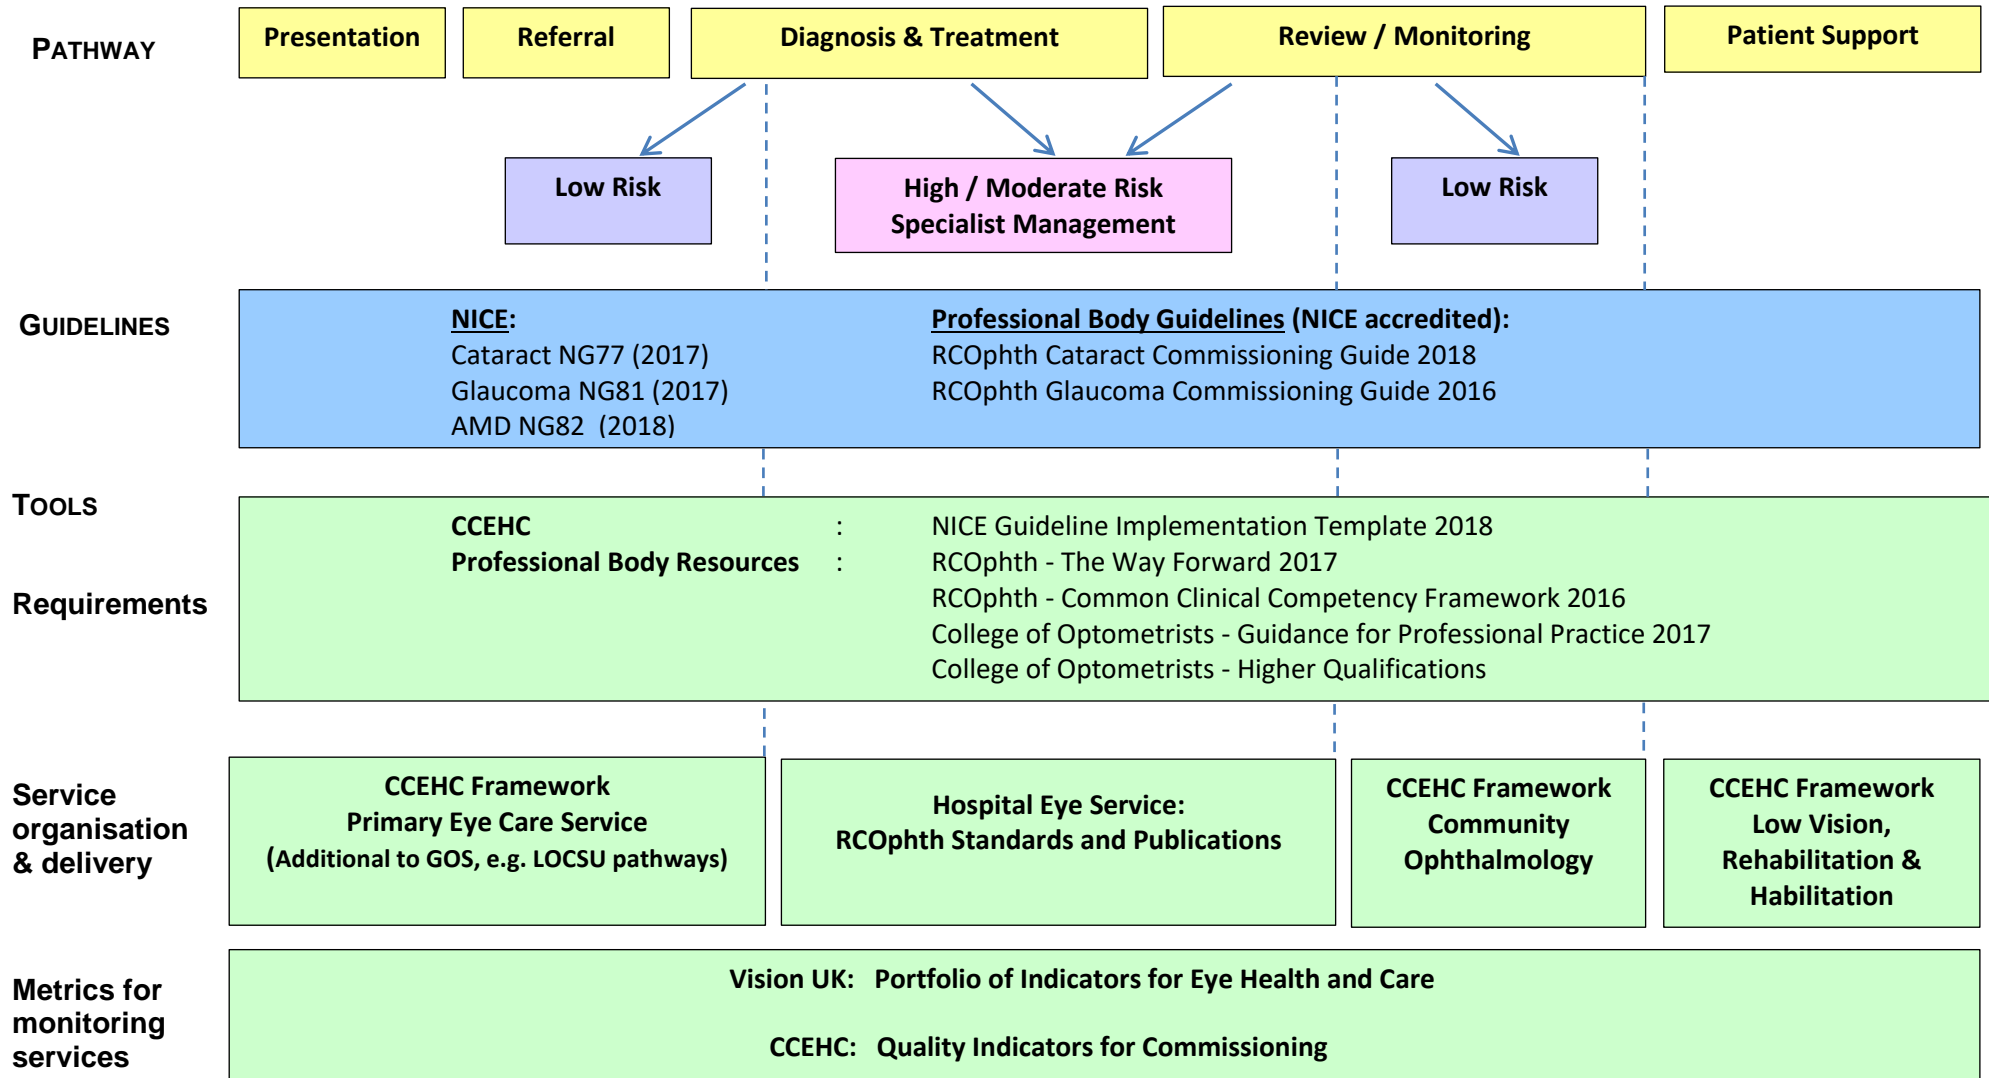 PATHWAY
Presentation
Referral
Diagnosis & Treatment
Review / Monitoring
Patient Support
Low Risk
High / Moderate Risk
Specialist Management
Low Risk
GUIDELINES
NICE:
Cataract NG77 (2017)
Glaucoma NG81 (2017)
AMD NG82 (2018)
Professional Body Guidelines (NICE accredited):
RCOphth Cataract Commissioning Guide 2018
RCOphth Glaucoma Commissioning Guide 2016
TOOLS
Requirements
CCEHC : NICE Guideline Implementation Template 2018
Professional Body Resources : RCOphth - The Way Forward 2017
RCOphth - Common Clinical Competency Framework 2016
College of Optometrists - Guidance for Professional Practice 2017
College of Optometrists - Higher Qualifications
Service
organisation
& delivery
CCEHC Framework
Primary Eye Care Service
(Additional to GOS, e.g. LOCSU pathways)
Hospital Eye Service:
RCOphth Standards and Publications
CCEHC Framework
Community
Ophthalmology
CCEHC Framework
Low Vision,
Rehabilitation &
Habilitation
Metrics for
monitoring
services
Vision UK: Portfolio of Indicators for Eye Health and Care
CCEHC: Quality Indicators for Commissioning